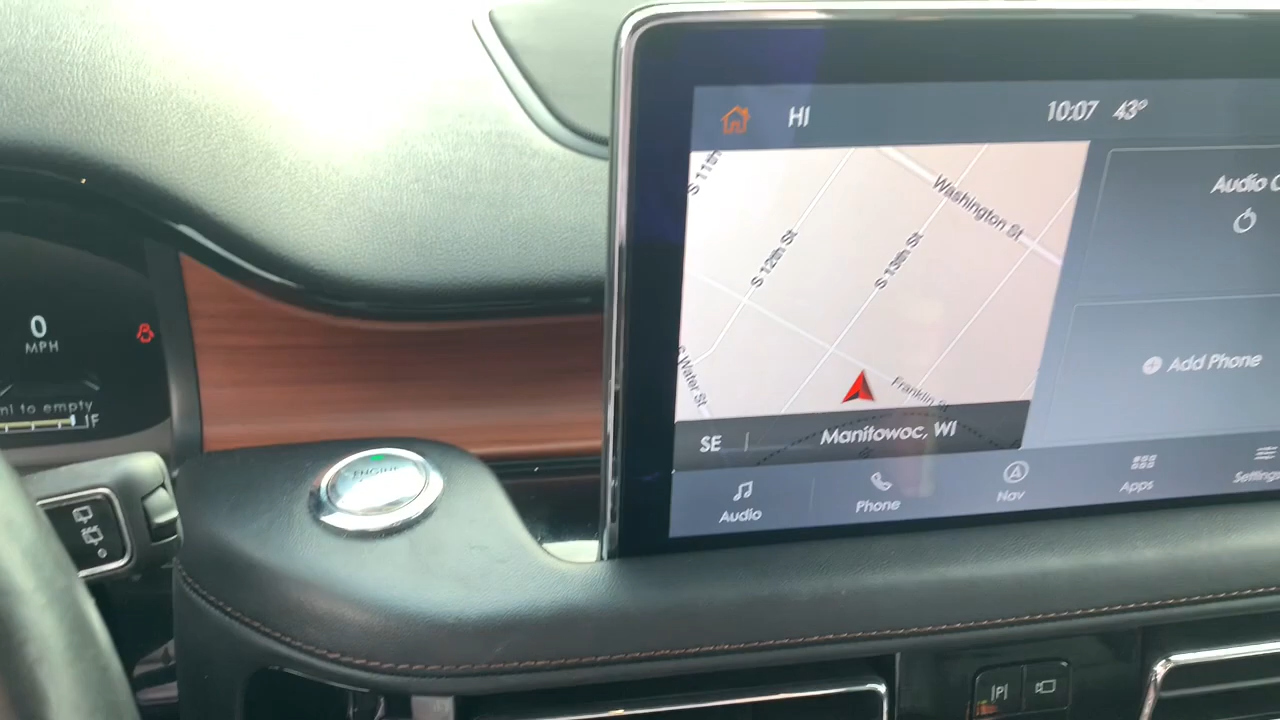 HI
10:07 43°
S 11th
Washington St
Audio
S 12th St
S 13th St
0
MPH
Water St
Add Phone
Franklin St
to empty
F
SE
Manitowoc, WI
ENGINE
Audio
Phone
Nav
Apps
Settings
P